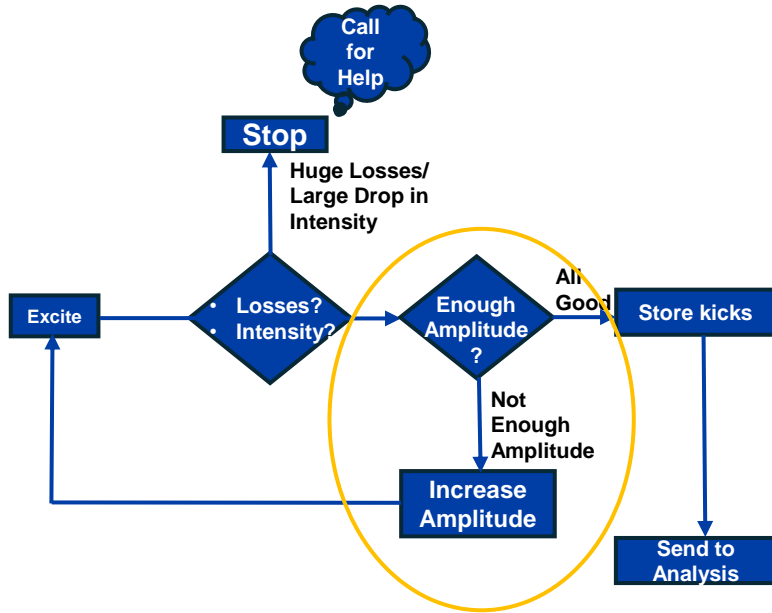 Call
for
Help
Stop
Huge Losses/
Large Drop in
Intensity
Excite
• Losses?
• Intensity?
Enough
Amplitude
?
All
Good
Store kicks
Not
Enough
Amplitude
Increase
Amplitude
Send to
Analysis